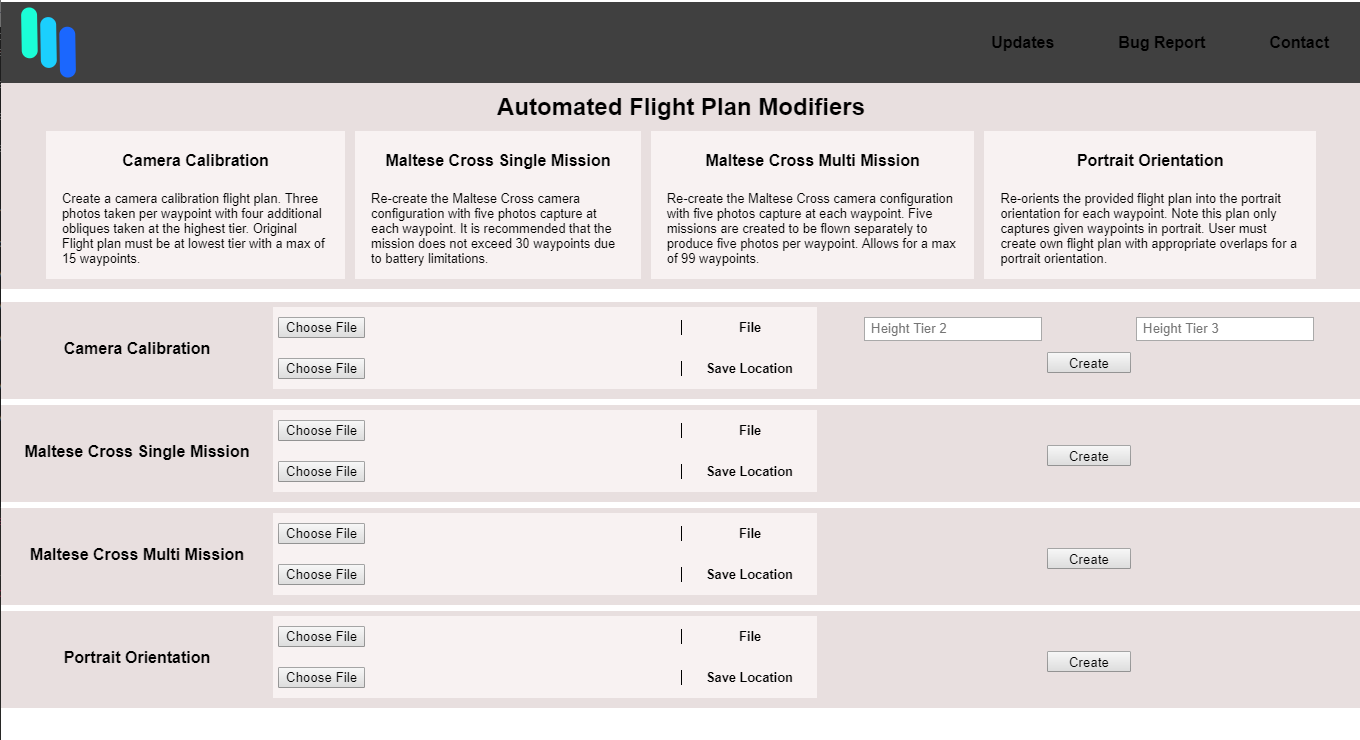 Updates Bug Report Contact
Automated Flight Plan Modifiers
Camera Calibration
Create a camera calibration flight plan. Three
photos taken per waypoint with four additional
obliques taken at the highest tier. Original
Flight plan must be at lowest tier with a max of
15 waypoints.
Maltese Cross Single Mission
Re-create the Maltese Cross camera
configuration with five photos capture at
each waypoint. It is recommended that the
mission does not exceed 30 waypoints due
to battery limitations.
Maltese Cross Multi Mission
Re-create the Maltese Cross camera configuration
with five photos capture at each waypoint. Five
missions are created to be flown separately to
produce five photos per waypoint. Allows for a max
of 99 waypoints.
Portrait Orientation
Re-orients the provided flight plan into the portrait
orientation for each waypoint. Note this plan only
captures given waypoints in portrait. User must
create own flight plan with appropriate overlaps for a
portrait orientation.
Camera Calibration
Choose File | File
Choose File | Save Location
Height Tier 2 Height Tier 3
Create
Maltese Cross Single Mission
Choose File | File
Choose File | Save Location
Create
Maltese Cross Multi Mission
Choose File | File
Choose File | Save Location
Create
Portrait Orientation
Choose File | File
Choose File | Save Location
Create